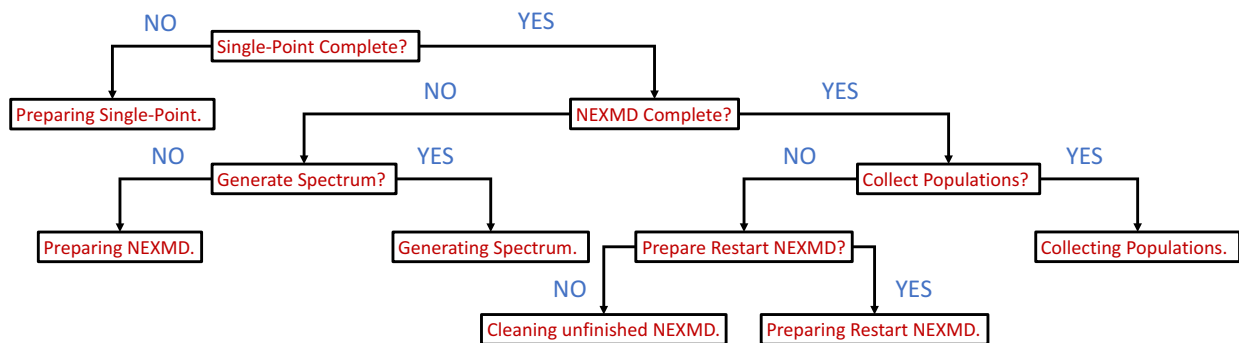 NO
YES
Single-Point Complete?
NO
YES
Preparing Single-Point.
NEXMD Complete?
NO
YES
NO
YES
Generate Spectrum?
Collect Populations?
Preparing NEXMD.
Generating Spectrum.
Prepare Restart NEXMD?
Collecting Populations.
NO
YES
Cleaning unfinished NEXMD.
Preparing Restart NEXMD.